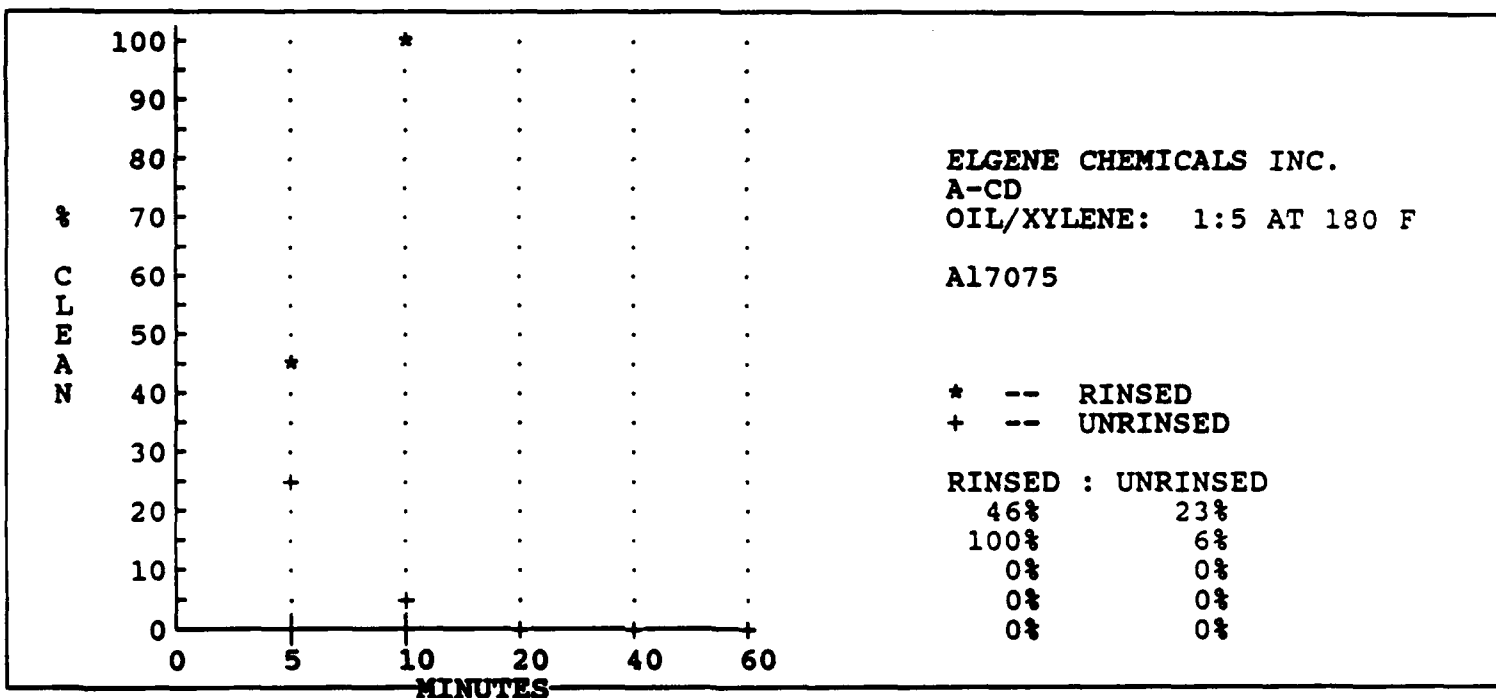 100
90
80
70
60
50
40
30
20
10
0
% CLEAN
0 5 10 20 40 60
MINUTES
ELGENE CHEMICALS INC.
A-CD
OIL/XYLENE: 1:5 AT 180 F
Al7075
* -- RINSED
+ -- UNRINSED
RINSED : UNRINSED
46% 23%
100% 6%
0% 0%
0% 0%
0% 0%